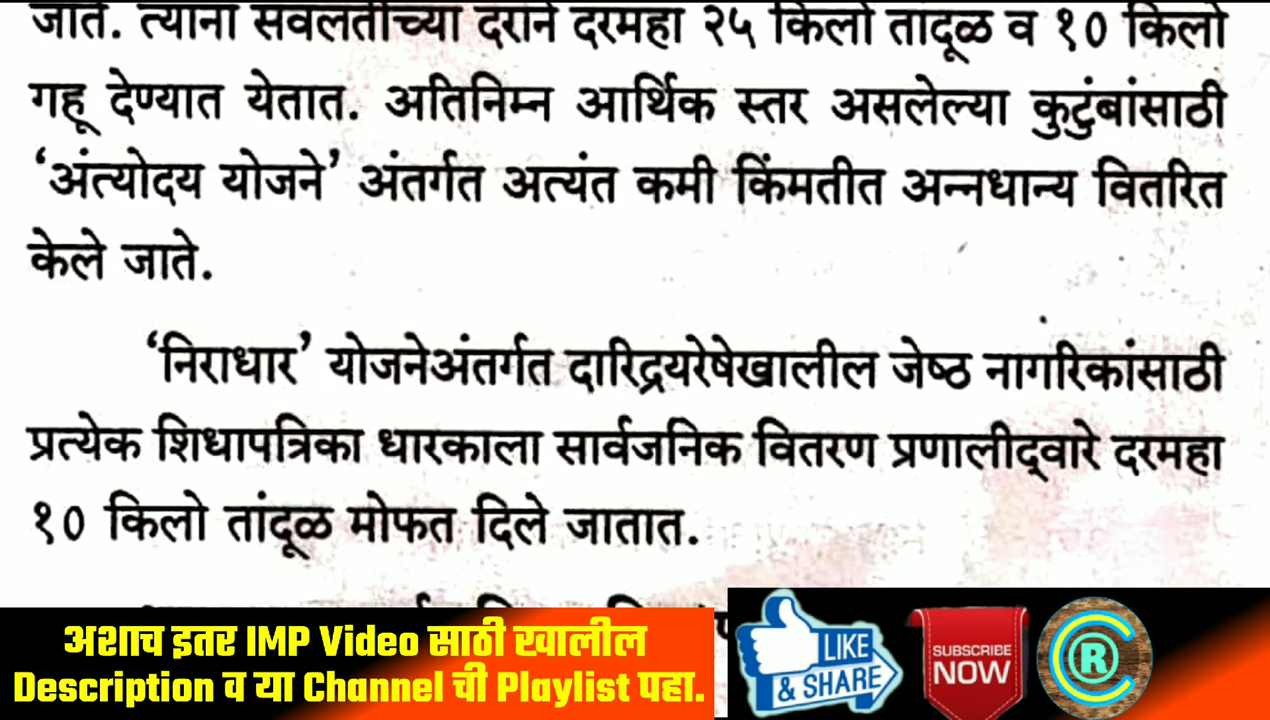 जाते. त्यांना सवलतीच्या दराने दरमहा २५ किलो तांदूळ व १० किलो
गहू देण्यात येतात. अतिनिम्न आर्थिक स्तर असलेल्या कुटुंबांसाठी
‘अंत्योदय योजने’ अंतर्गत अत्यंत कमी किंमतीत अन्नधान्य वितरित
केले जाते.
‘निराधार’ योजनेअंतर्गत दारिद्रयरेषेखालील जेष्ठ नागरिकांसाठी
प्रत्येक शिधापत्रिका धारकाला सार्वजनिक वितरण प्रणालीद्‌वारे दरमहा
१० किलो तांदूळ मोफत दिले जातात.
अशाच इतर IMP Video साठी खालील
Description व या Channel ची Playlist पहा.
LIKE
& SHARE
SUBSCRIBE
NOW
R